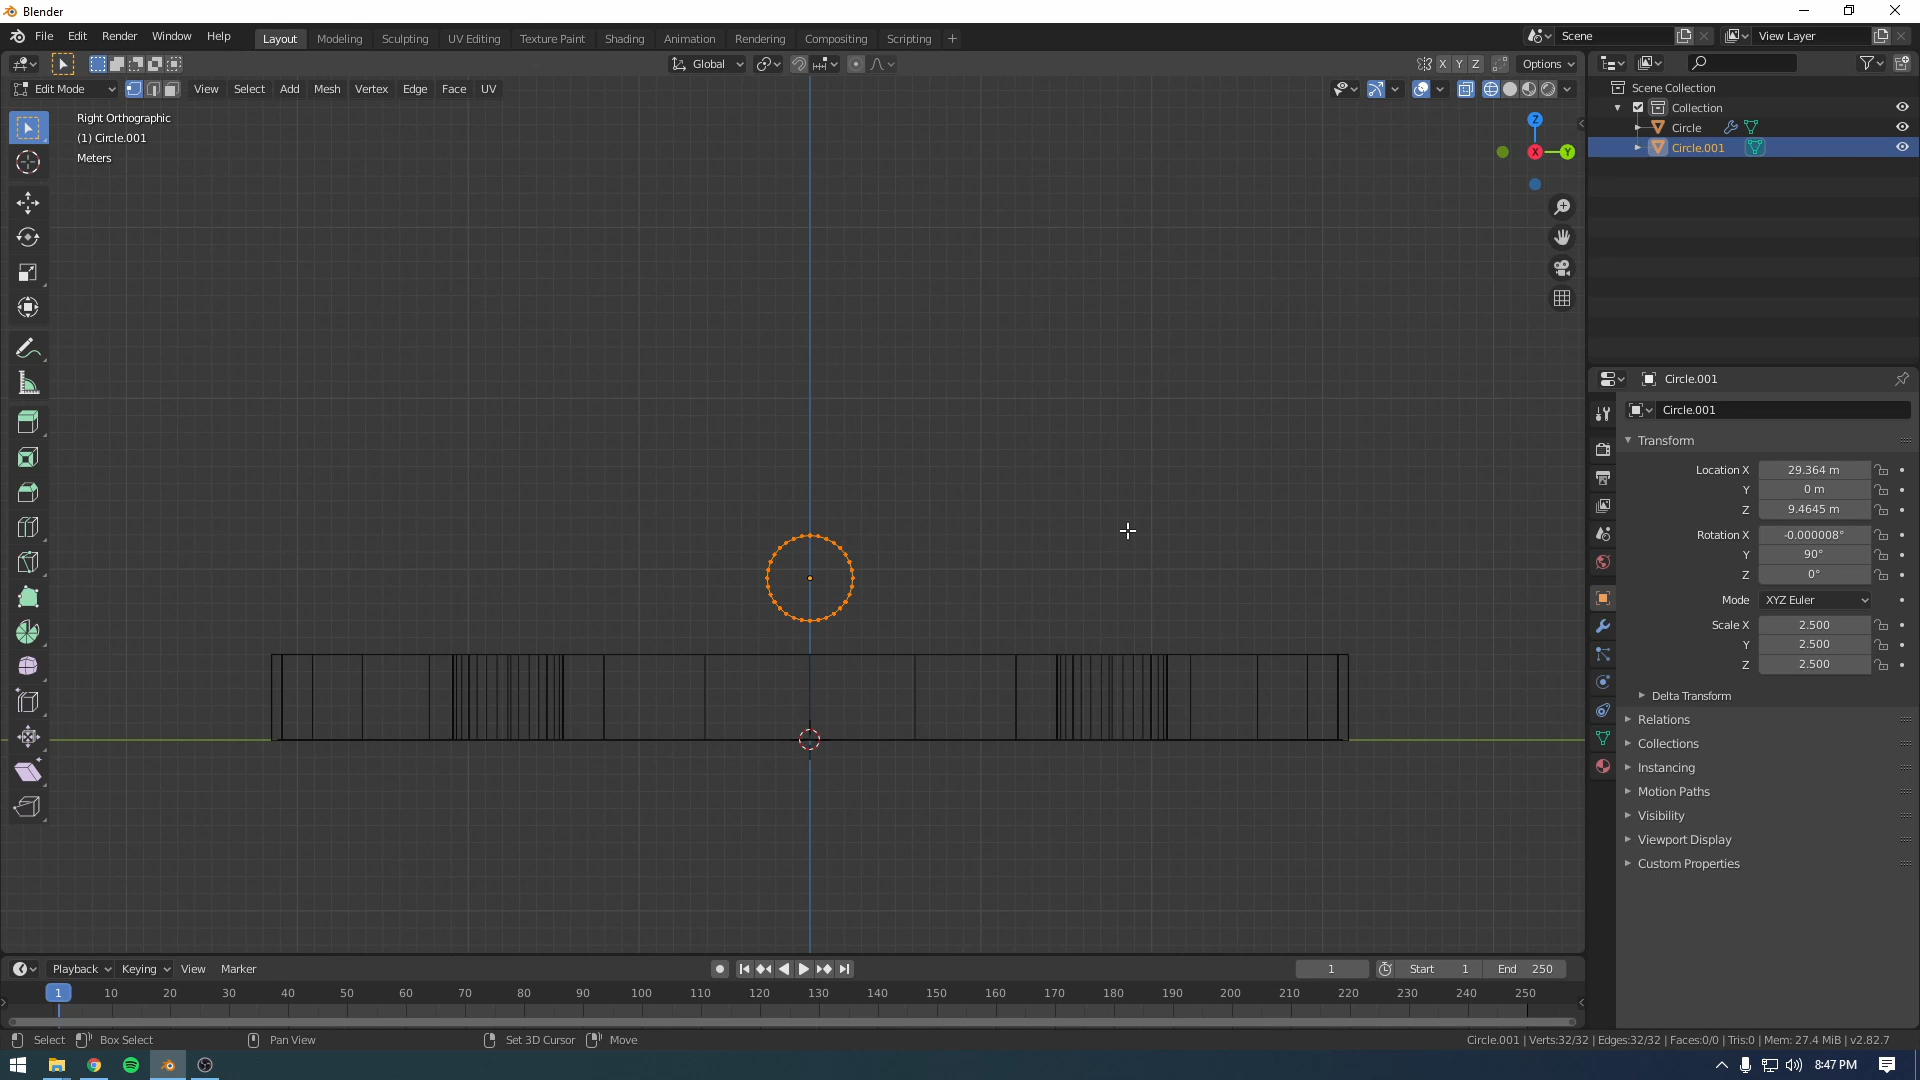 Blender
File Edit Render Window Help Layout Modeling Sculpting UV Editing Texture Paint Shading Animation Rendering Compositing Scripting + Scene View Layer
Global X Y Z Options
Edit Mode View Select Add Mesh Vertex Edge Face UV
Right Orthographic
(1) Circle.001
Meters
Z
X Y
Scene Collection
Collection
Circle
Circle.001
Circle.001
Circle.001
Transform
Location X 29.364 m
Y 0 m
Z 9.4645 m
Rotation X -0.000008°
Y 90°
Z 0°
Mode XYZ Euler
Scale X 2.500
Y 2.500
Z 2.500
Delta Transform
Relations
Collections
Instancing
Motion Paths
Visibility
Viewport Display
Custom Properties
Playback Keying View Marker 1 Start 1 End 250
1 10 20 30 40 50 60 70 80 90 100 110 120 130 140 150 160 170 180 190 200 210 220 230 240 250
Select Box Select Pan View Set 3D Cursor Move Circle.001 | Verts:32/32 | Edges:32/32 | Faces:0/0 | Tris:0 | Mem: 27.4 MiB | v2.82.7
8:47 PM